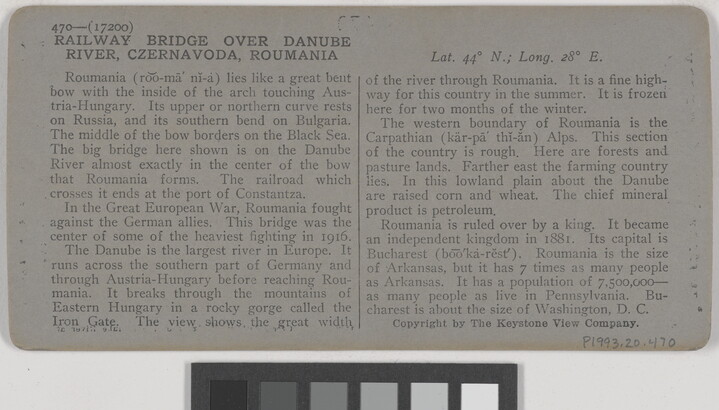 470—(17200)
RAILWAY BRIDGE OVER DANUBE
RIVER, CZERNAVODA, ROUMANIA
Roumania (ro͞o-mā′ nĭ-ȧ) lies like a great bent
bow with the inside of the arch touching Aus-
tria-Hungary. Its upper or northern curve rests
on Russia, and its southern bend on Bulgaria.
The middle of the bow borders on the Black Sea.
The big bridge here shown is on the Danube
River almost exactly in the center of the bow
that Roumania forms. The railroad which
crosses it ends at the port of Constantza.
In the Great European War, Roumania fought
against the German allies. This bridge was the
center of some of the heaviest fighting in 1916.
The Danube is the largest river in Europe. It
runs across the southern part of Germany and
through Austria-Hungary before reaching Rou-
mania. It breaks through the mountains of
Eastern Hungary in a rocky gorge called the
Iron Gate. The view shows the great width
Lat. 44° N.; Long. 28° E.
of the river through Roumania. It is a fine high-
way for this country in the summer. It is frozen
here for two months of the winter.
The western boundary of Roumania is the
Carpathian (kär-pā′ thĭ-ăn) Alps. This section
of the country is rough. Here are forests and
pasture lands. Farther east the farming country
lies. In this lowland plain about the Danube
are raised corn and wheat. The chief mineral
product is petroleum.
Roumania is ruled over by a king. It became
an independent kingdom in 1881. Its capital is
Bucharest (bo͞o′kȧ-rĕst′). Roumania is the size
of Arkansas, but it has 7 times as many people
as Arkansas. It has a population of 7,500,000—
as many people as live in Pennsylvania. Bu-
charest is about the size of Washington, D. C.
Copyright by The Keystone View Company.
P1993.20.470